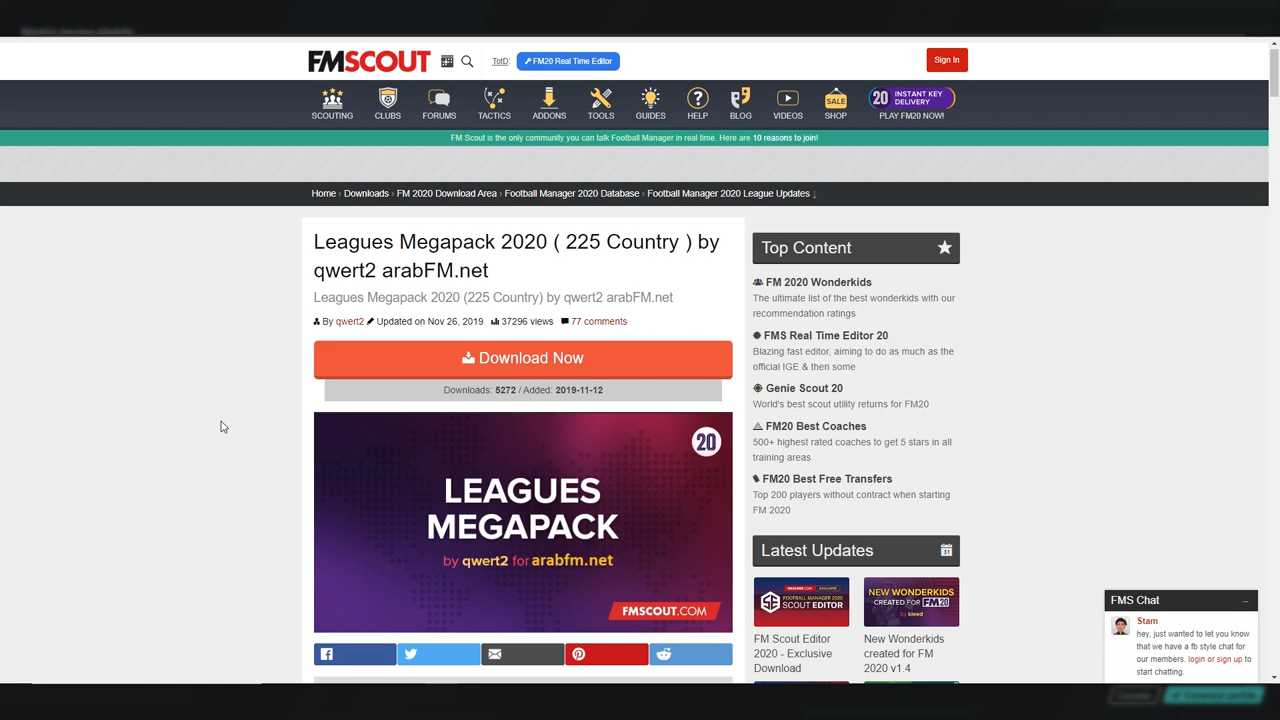 FMSCOUT
TotD:
FM20 Real Time Editor
Sign In
SCOUTING
CLUBS
FORUMS
TACTICS
ADDONS
TOOLS
GUIDES
HELP
BLOG
VIDEOS
SALE
SHOP
20 INSTANT KEY
DELIVERY
PLAY FM20 NOW!
FM Scout is the only community you can talk Football Manager in real time. Here are 10 reasons to join!
Home › Downloads › FM 2020 Download Area › Football Manager 2020 Database › Football Manager 2020 League Updates ↓
Leagues Megapack 2020 ( 225 Country ) by
qwert2 arabFM.net
Leagues Megapack 2020 (225 Country) by qwert2 arabFM.net
By qwert2 Updated on Nov 26, 2019 37296 views 77 comments
Download Now
Downloads: 5272 / Added: 2019-11-12
20
LEAGUES
MEGAPACK
by qwert2 for arabfm.net
FMSCOUT.COM
Top Content
FM 2020 Wonderkids
The ultimate list of the best wonderkids with our
recommendation ratings
FMS Real Time Editor 20
Blazing fast editor, aiming to do as much as the
official IGE & then some
Genie Scout 20
World's best scout utility returns for FM20
FM20 Best Coaches
500+ highest rated coaches to get 5 stars in all
training areas
FM20 Best Free Transfers
Top 200 players without contract when starting
FM 2020
Latest Updates
31
FOOTBALL MANAGER 2020
SCOUT EDITOR
NEW WONDERKIDS
CREATED FOR FM20
by kleed
FM Scout Editor
2020 - Exclusive
Download
New Wonderkids
created for FM
2020 v1.4
FMS Chat
Stam
hey, just wanted to let you know
that we have a fb style chat for
our members. login or sign up to
start chatting.